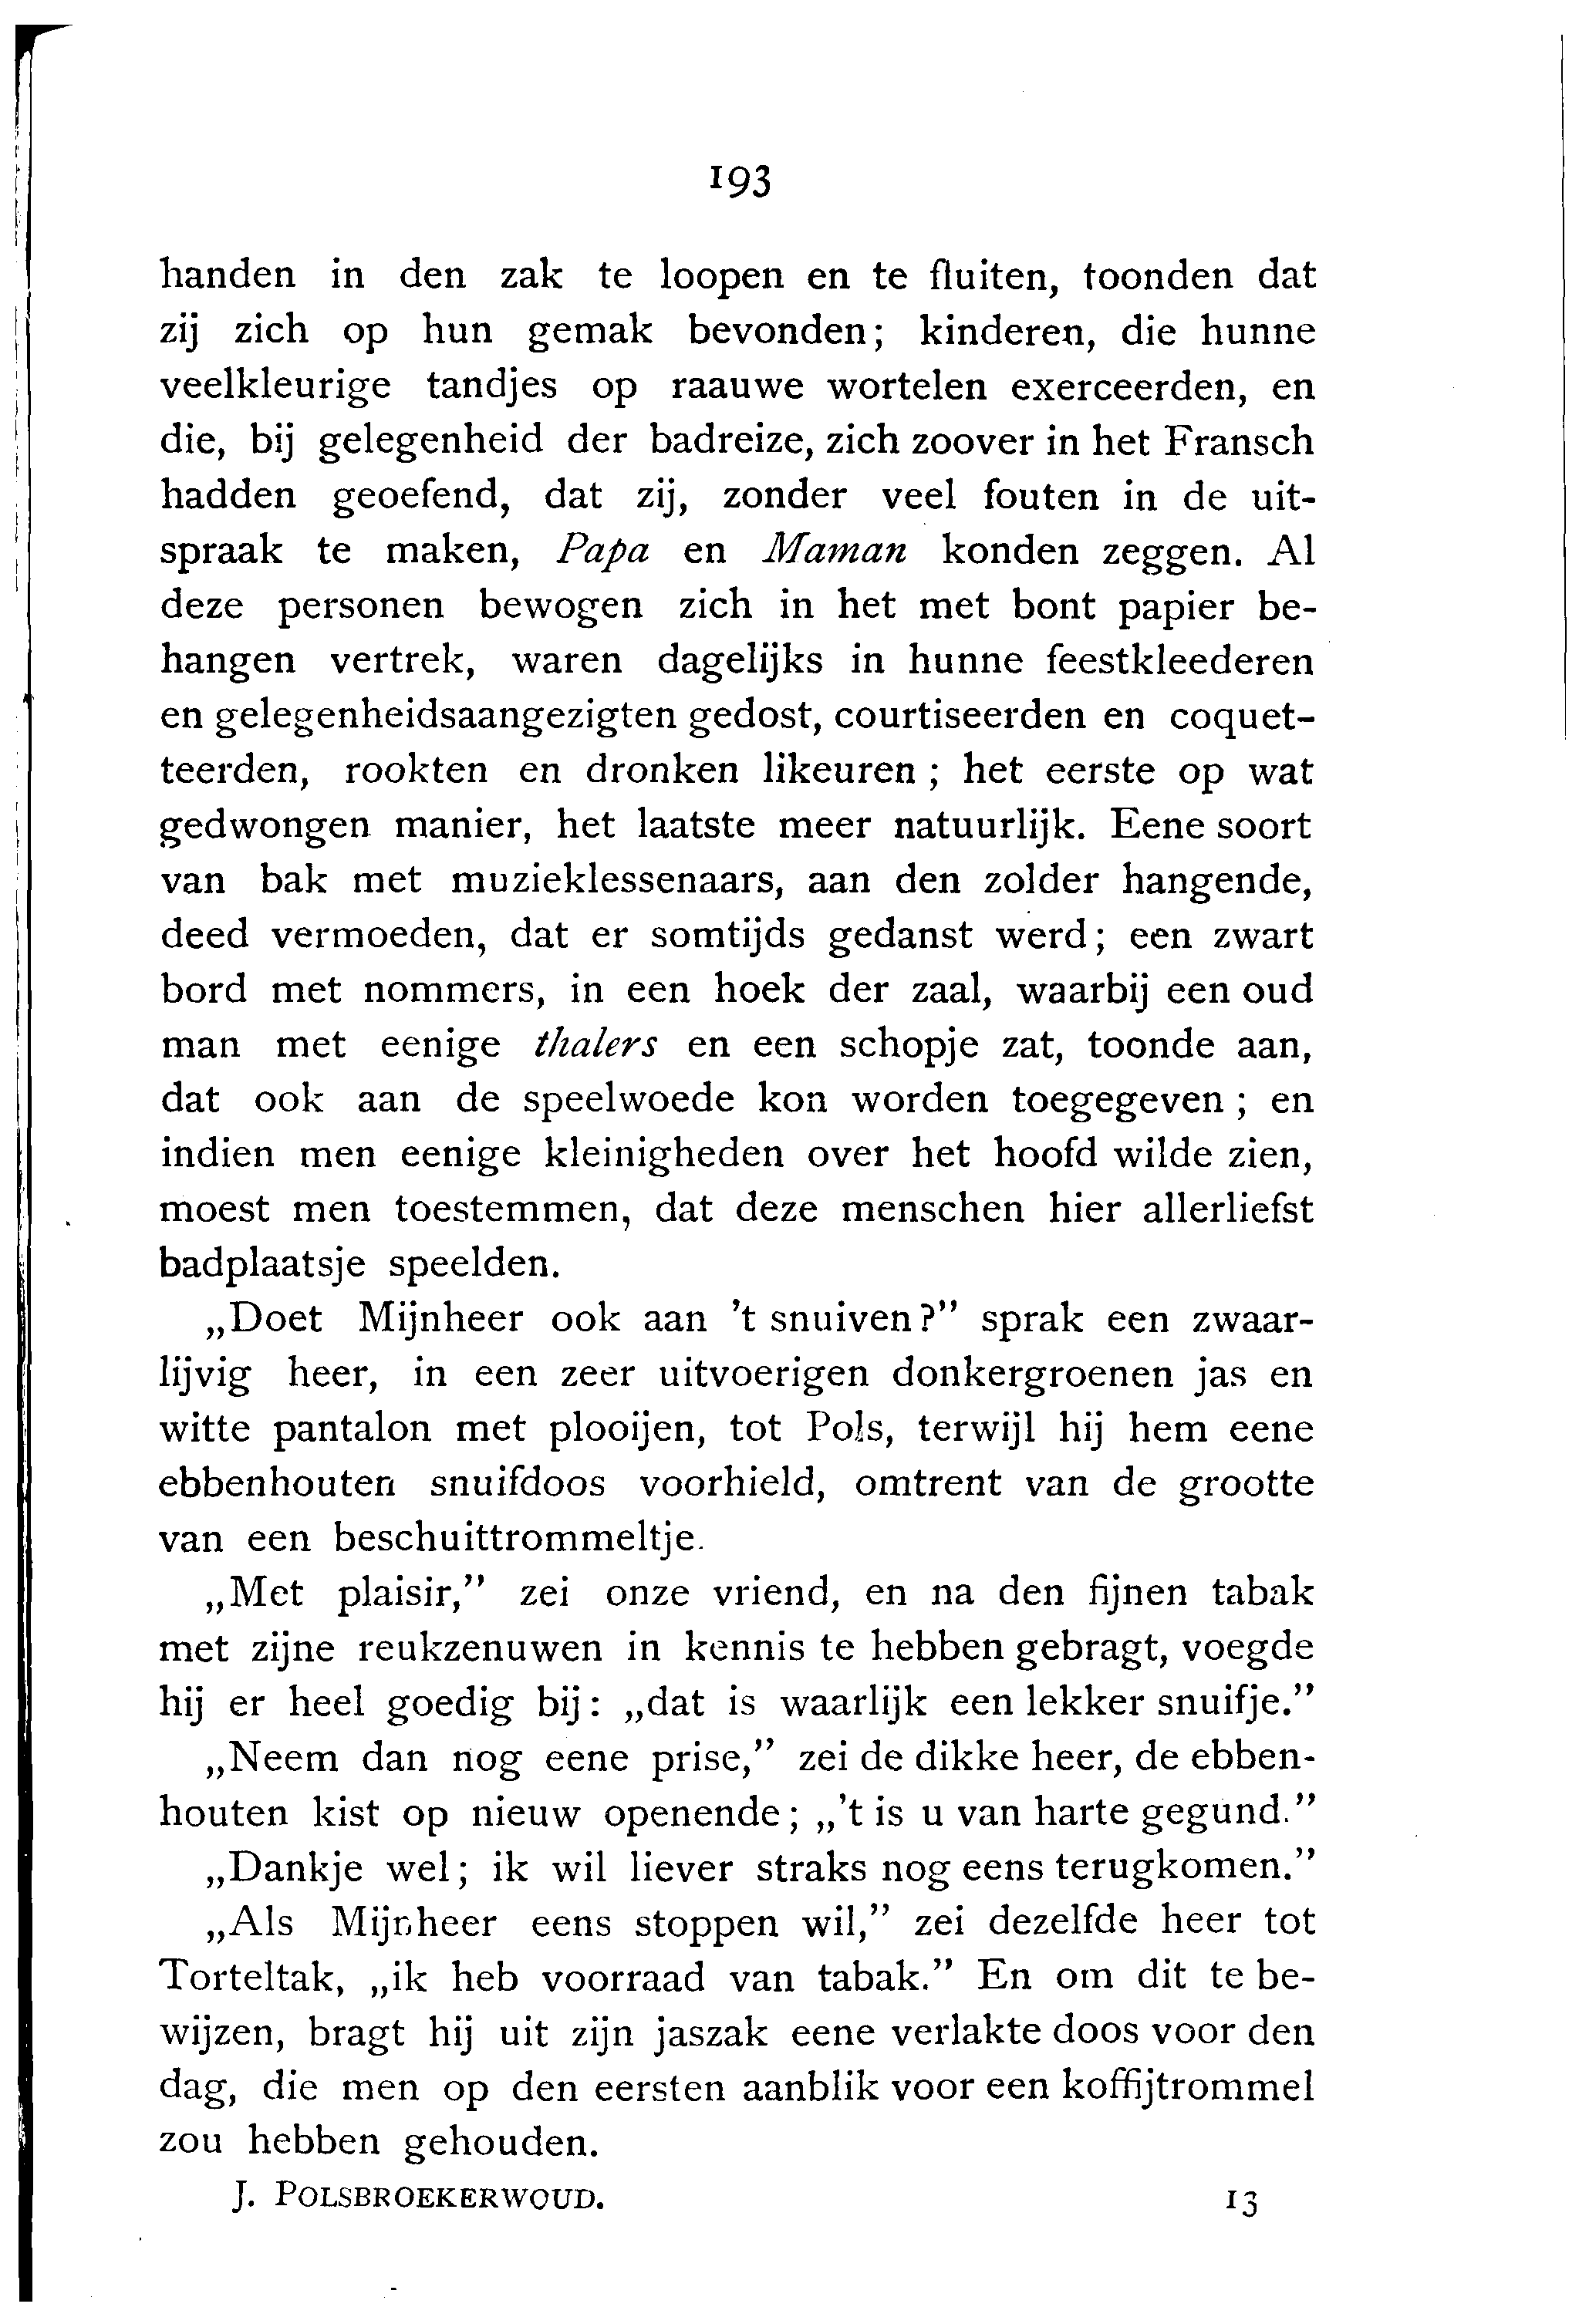 193
handen in den zak te loopen en te fluiten, toonden dat
zij zich op hun gemak bevonden; kinderen, die hunne
veelkleurige tandjes op raauwe wortelen exerceerden, en
die, bij gelegenheid der badreize, zich zoover in het Fransch
hadden geoefend, dat zij, zonder veel fouten in de uit-
spraak te maken, Papa en Maman konden zeggen. Al
deze personen bewogen zich in het met bont papier be-
hangen vertrek, waren dagelijks in hunne feestkleederen
en gelegenheidsaangezigten gedost, courtiseerden en coquet-
teerden, rookten en dronken likeuren; het eerste op wat
gedwongen manier, het laatste meer natuurlijk. Eene soort
van bak met muzieklessenaars, aan den zolder hangende,
deed vermoeden, dat er somtijds gedanst werd; een zwart
bord met nommers, in een hoek der zaal, waarbij een oud
man met eenige thalers en een schopje zat, toonde aan,
dat ook aan de speelwoede kon worden toegegeven; en
indien men eenige kleinigheden over het hoofd wilde zien,
moest men toestemmen, dat deze menschen hier allerliefst
badplaatsje speelden.
„Doet Mijnheer ook aan 't snuiven?” sprak een zwaar-
lijvig heer, in een zeer uitvoerigen donkergroenen jas en
witte pantalon met plooijen, tot Pols, terwijl hij hem eene
ebbenhouten snuifdoos voorhield, omtrent van de grootte
van een beschuittrommeltje.
„Met plaisir,” zei onze vriend, en na den fijnen tabak
met zijne reukzenuwen in kennis te hebben gebragt, voegde
hij er heel goedig bij: „dat is waarlijk een lekker snuifje.”
„Neem dan nog eene prise,” zei de dikke heer, de ebben-
houten kist op nieuw openende; „'t is u van harte gegund.”
„Dankje wel; ik wil liever straks nog eens terugkomen.”
„Als Mijnheer eens stoppen wil,” zei dezelfde heer tot
Torteltak, „ik heb voorraad van tabak.” En om dit te be-
wijzen, bragt hij uit zijn jaszak eene verlakte doos voor den
dag, die men op den eersten aanblik voor een koffijtrommel
zou hebben gehouden.
J. POLSBROEKERWOUD. 13